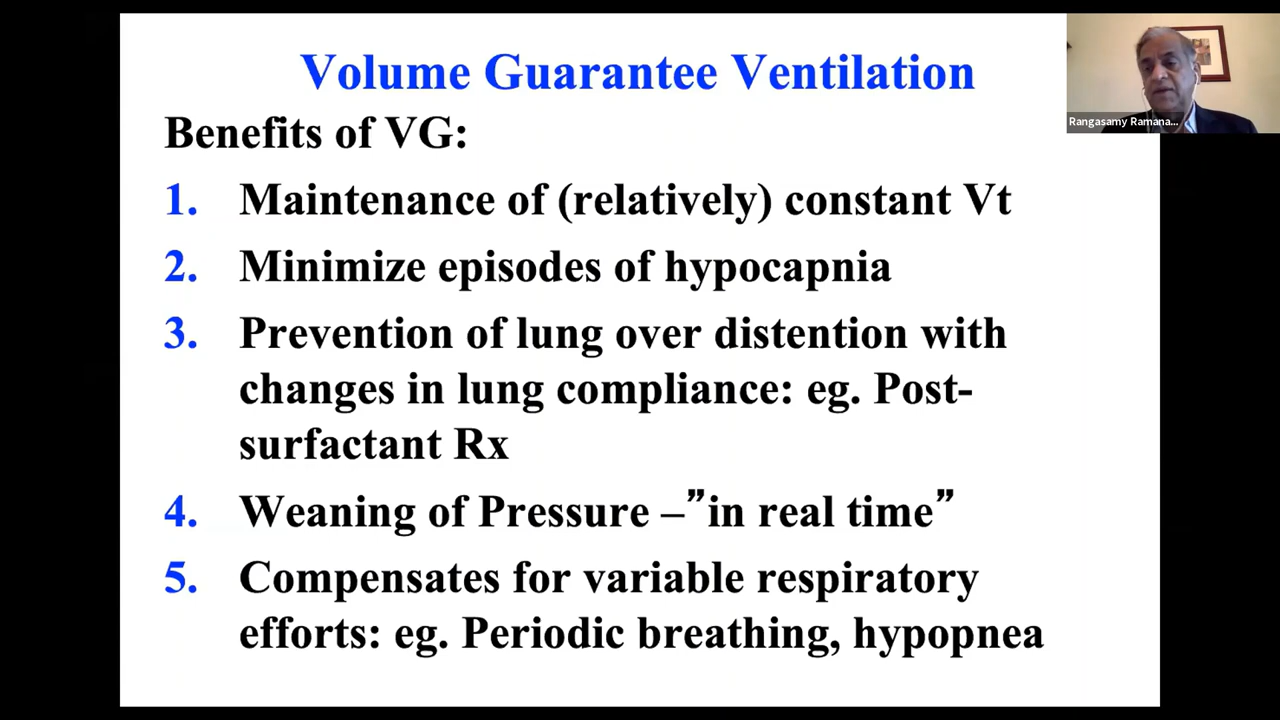 Volume Guarantee Ventilation
Benefits of VG:
1. Maintenance of (relatively) constant Vt
2. Minimize episodes of hypocapnia
3. Prevention of lung over distention with
changes in lung compliance: eg. Post-
surfactant Rx
4. Weaning of Pressure –”in real time”
5. Compensates for variable respiratory
efforts: eg. Periodic breathing, hypopnea
Rangasamy Ramana...